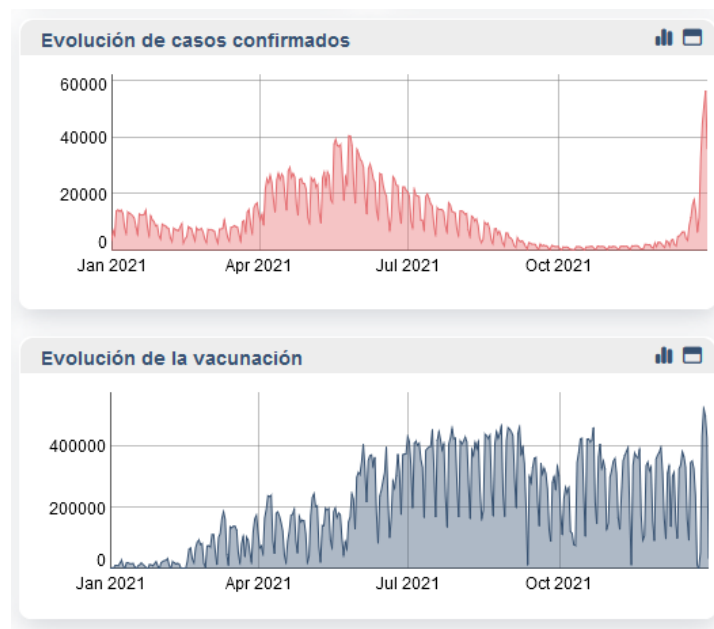 Evolución de casos confirmados
60000
40000
20000
0
Jan 2021 Apr 2021 Jul 2021 Oct 2021
Evolución de la vacunación
400000
200000
0
Jan 2021 Apr 2021 Jul 2021 Oct 2021